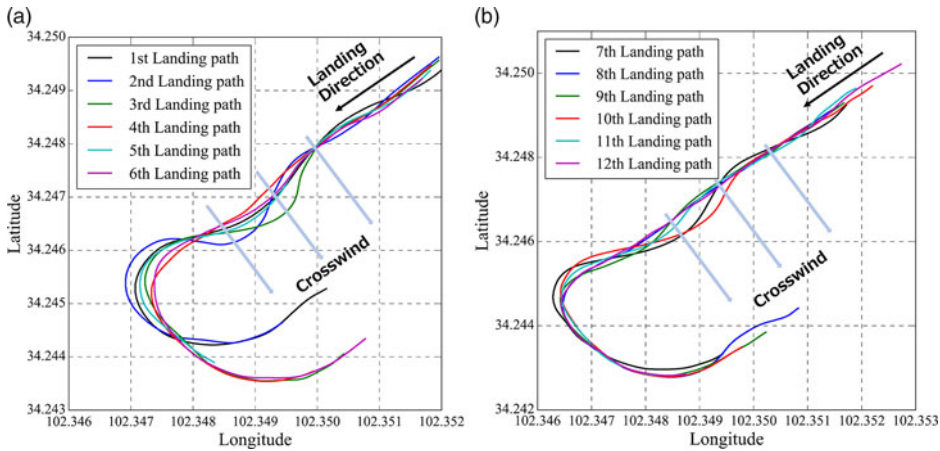 (a)
34.250
34.249
34.248
34.247
34.246
34.245
34.244
34.243
Latitude
1st Landing path
2nd Landing path
3rd Landing path
4th Landing path
5th Landing path
6th Landing path
Landing
Direction
Crosswind
102.346 102.347 102.348 102.349 102.350 102.351 102.352
Longitude
(b)
34.250
34.248
34.246
34.244
34.242
Latitude
7th Landing path
8th Landing path
9th Landing path
10th Landing path
11th Landing path
12th Landing path
Landing
Direction
Crosswind
102.346 102.347 102.348 102.349 102.350 102.351 102.352 102.353
Longitude